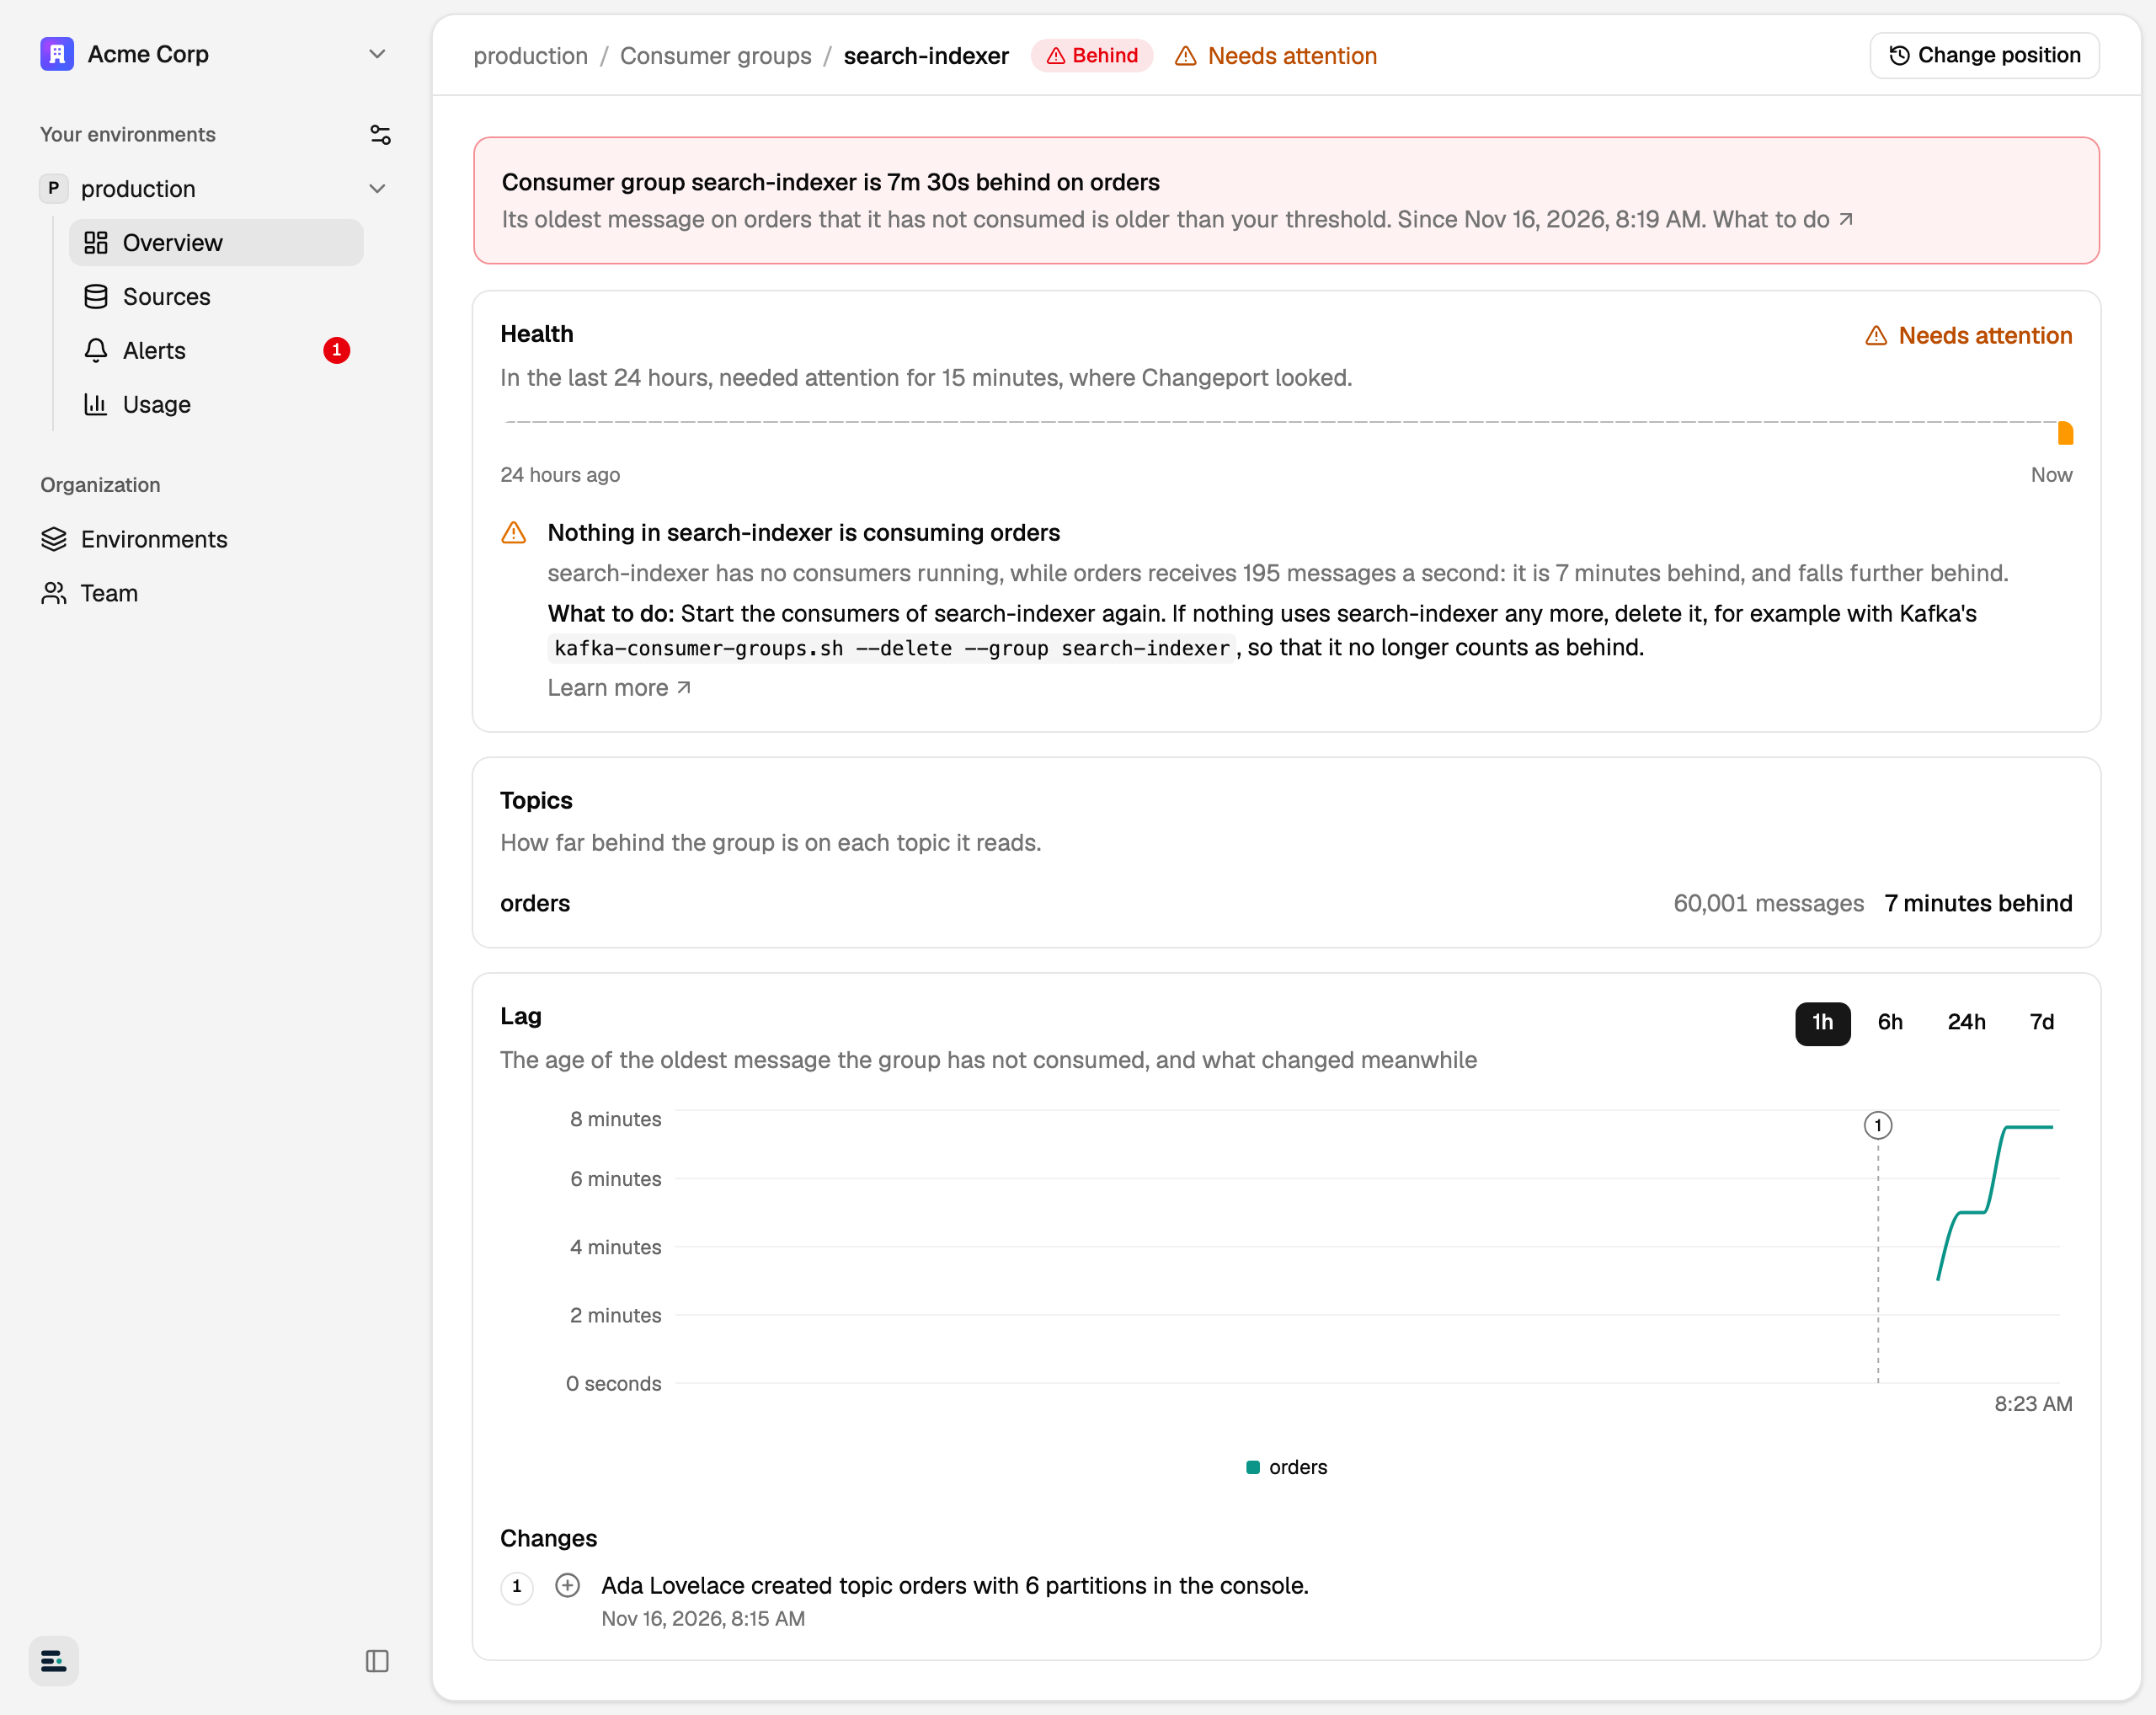 Acme Corp
Your environments
P production
Overview
Sources
Alerts 1
Usage
Organization
Environments
Team
production / Consumer groups / search-indexer Behind Needs attention Change position
Consumer group search-indexer is 7m 30s behind on orders
Its oldest message on orders that it has not consumed is older than your threshold. Since Nov 16, 2026, 8:19 AM. What to do ↗
Health Needs attention
In the last 24 hours, needed attention for 15 minutes, where Changeport looked.
24 hours ago Now
Nothing in search-indexer is consuming orders
search-indexer has no consumers running, while orders receives 195 messages a second: it is 7 minutes behind, and falls further behind.
What to do: Start the consumers of search-indexer again. If nothing uses search-indexer any more, delete it, for example with Kafka's
kafka-consumer-groups.sh --delete --group search-indexer, so that it no longer counts as behind.
Learn more ↗
Topics
How far behind the group is on each topic it reads.
orders 60,001 messages 7 minutes behind
Lag 1h 6h 24h 7d
The age of the oldest message the group has not consumed, and what changed meanwhile
8 minutes
1
6 minutes
4 minutes
2 minutes
0 seconds
8:23 AM
orders
Changes
1 Ada Lovelace created topic orders with 6 partitions in the console.
Nov 16, 2026, 8:15 AM